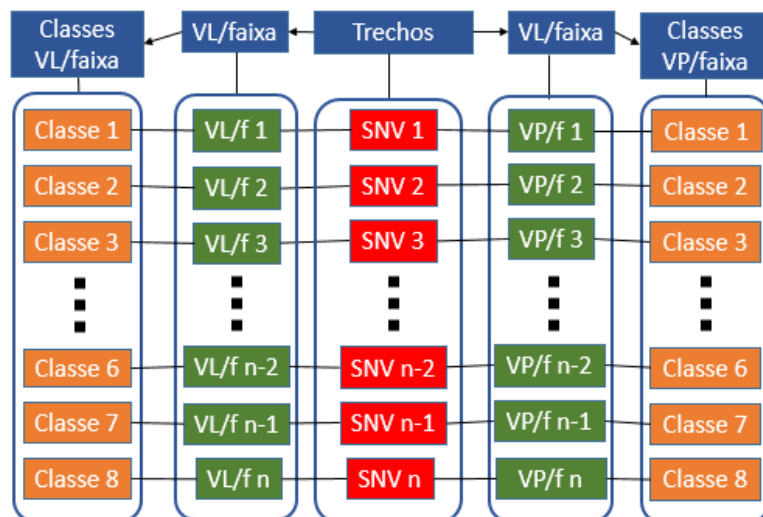 Classes
VL/faixa
VL/faixa
Trechos
VL/faixa
Classes
VP/faixa
Classe 1
VL/f 1
SNV 1
VP/f 1
Classe 1
Classe 2
VL/f 2
SNV 2
VP/f 2
Classe 2
Classe 3
VL/f 3
SNV 3
VP/f 3
Classe 3
Classe 6
VL/f n-2
SNV n-2
VP/f n-2
Classe 6
Classe 7
VL/f n-1
SNV n-1
VP/f n-1
Classe 7
Classe 8
VL/f n
SNV n
VP/f n
Classe 8